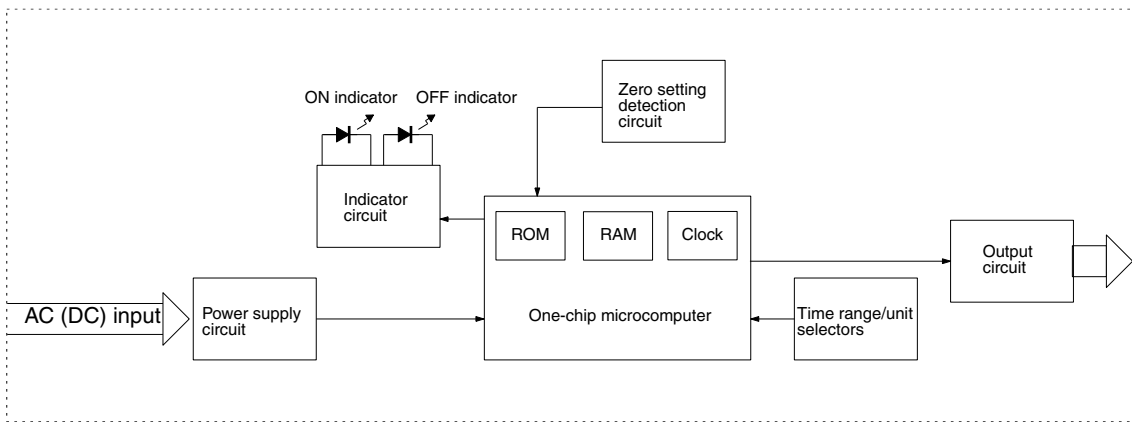 Zero setting
detection
circuit
ON indicator
OFF indicator
Indicator
circuit
ROM
RAM
Clock
One-chip microcomputer
Output
circuit
AC (DC) input
Power supply
circuit
Time range/unit
selectors